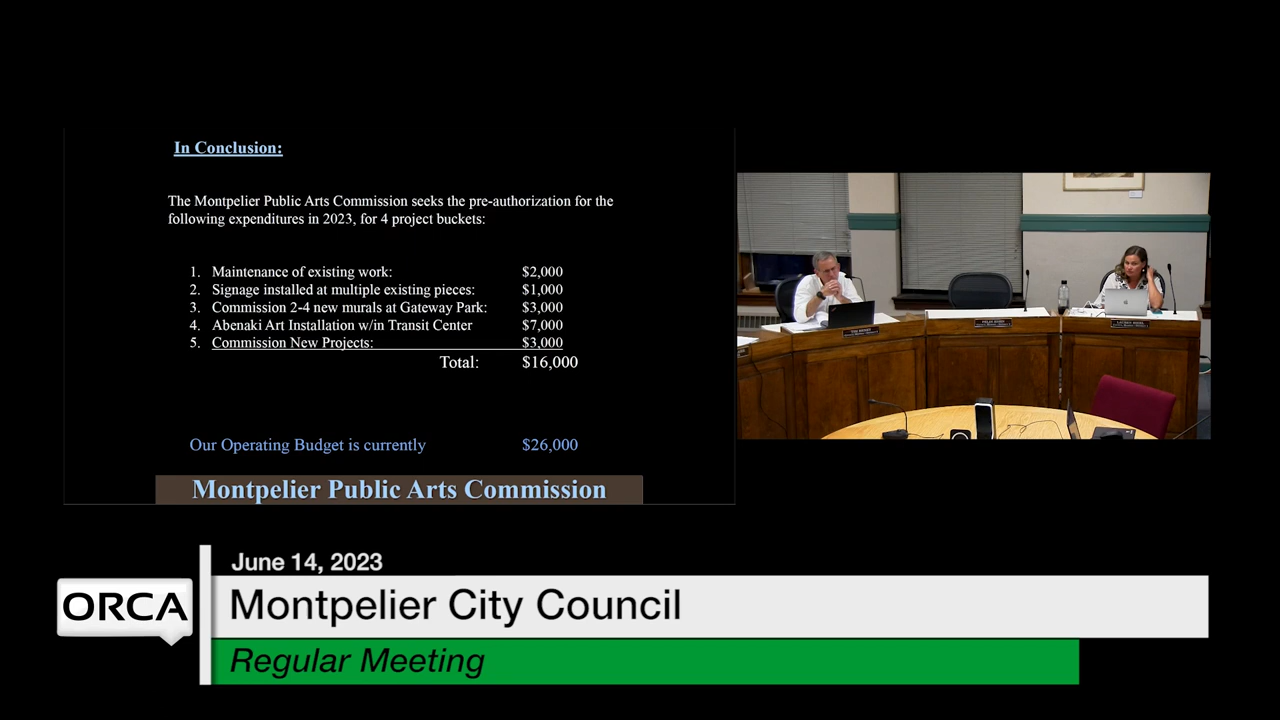 In Conclusion:
The Montpelier Public Arts Commission seeks the pre-authorization for the
following expenditures in 2023, for 4 project buckets:
1. Maintenance of existing work: $2,000
2. Signage installed at multiple existing pieces: $1,000
3. Commission 2-4 new murals at Gateway Park: $3,000
4. Abenaki Art Installation w/in Transit Center $7,000
5. Commission New Projects: $3,000
Total: $16,000
Our Operating Budget is currently $26,000
Montpelier Public Arts Commission
June 14, 2023
ORCA
Montpelier City Council
Regular Meeting